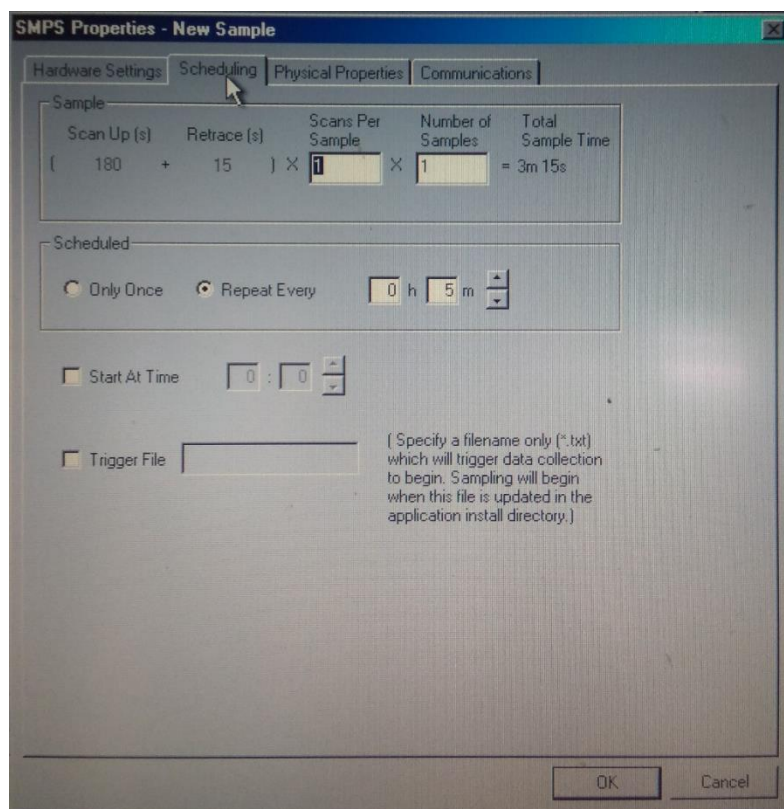 SMPS Properties - New Sample
Hardware Settings Scheduling Physical Properties Communications
Sample
Scan Up (s) Retrace (s) Scans Per Sample Number of Samples Total Sample Time
( 180 + 15 ) X 1 X 1 = 3m 15s
Scheduled
Only Once Repeat Every 0 h 5 m
Start At Time 0 : 0
Trigger File
( Specify a filename only (*.txt)
which will trigger data collection
to begin. Sampling will begin
when this file is updated in the
application install directory.)
OK Cancel